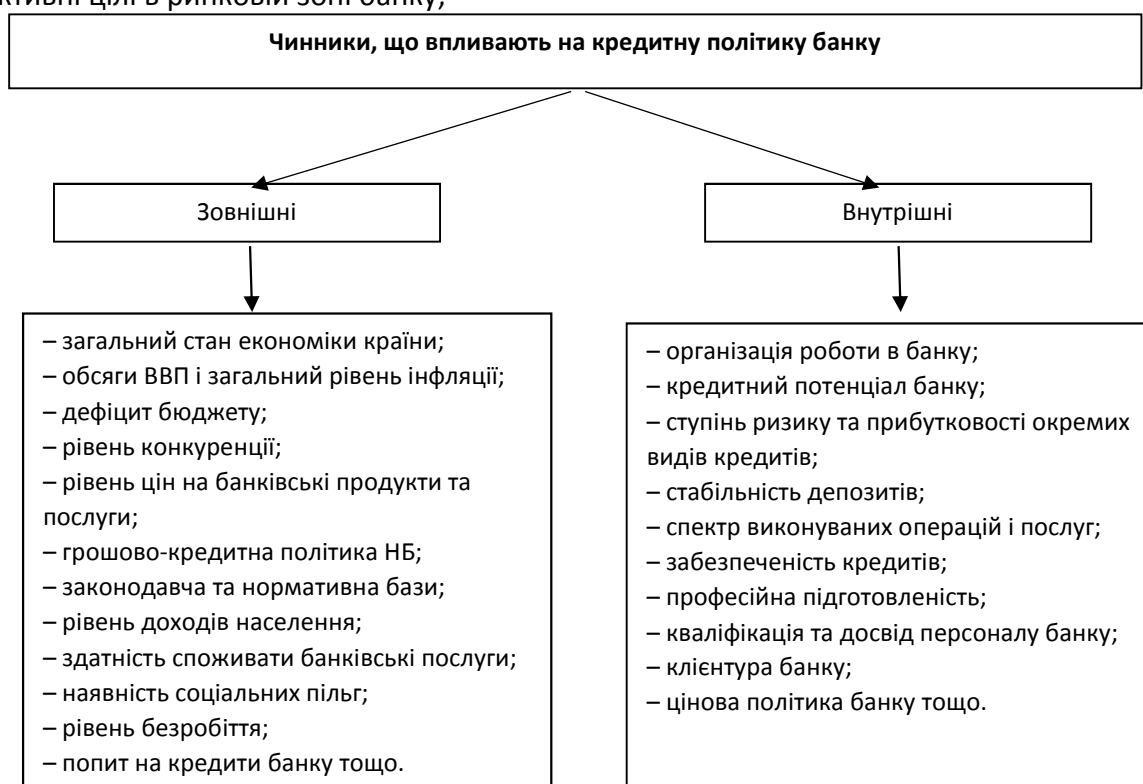 цілі в ринковій зоні банку;
Чинники, що впливають на кредитну політику банку
Зовнішні
Внутрішні
– загальний стан економіки країни;
– обсяги ВВП і загальний рівень інфляції;
– дефіцит бюджету;
– рівень конкуренції;
– рівень цін на банківські продукти та
послуги;
– грошово-кредитна політика НБ;
– законодавча та нормативна бази;
– рівень доходів населення;
– здатність споживати банківські послуги;
– наявність соціальних пільг;
– рівень безробіття;
– попит на кредити банку тощо.
– організація роботи в банку;
– кредитний потенціал банку;
– ступінь ризику та прибутковості окремих
видів кредитів;
– стабільність депозитів;
– спектр виконуваних операцій і послуг;
– забезпеченість кредитів;
– професійна підготовленість;
– кваліфікація та досвід персоналу банку;
– клієнтура банку;
– цінова політика банку тощо.